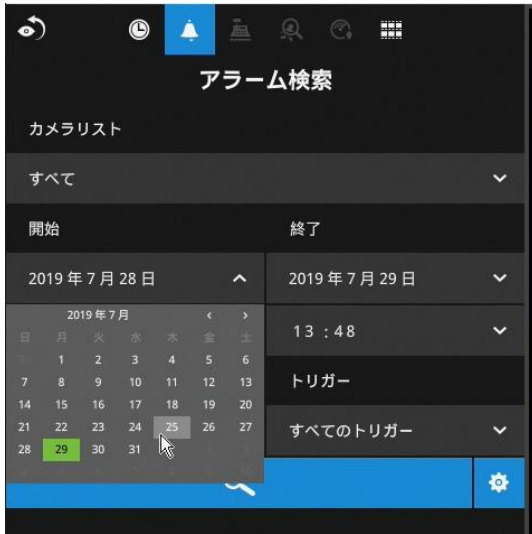 アラーム検索
カメラリスト
すべて
開始
終了
2019 年 7 月 28 日
2019 年 7 月 29 日
2019 年 7 月
‹ ›
日 月 火 水 木 金 土
30 1 2 3 4 5 6
13 : 48
7 8 9 10 11 12 13
トリガー
14 15 16 17 18 19 20
21 22 23 24 25 26 27
すべてのトリガー
28 29 30 31